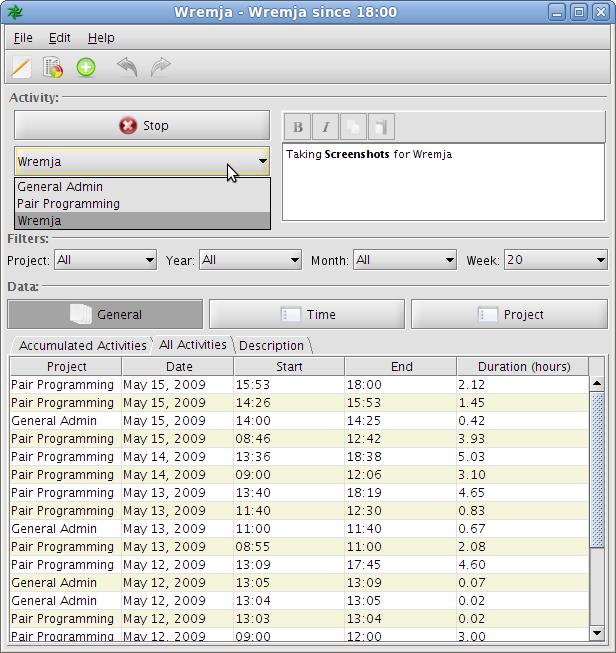 Wremja - Wremja since 18:00
File Edit Help
Activity:
Stop
B I
Wremja
Taking Screenshots for Wremja
General Admin
Pair Programming
Wremja
Filters:
Project: All Year: All Month: All Week: 20
Data:
General Time Project
Accumulated Activities All Activities Description
Project Date Start End Duration (hours)
Pair Programming May 15, 2009 15:53 18:00 2.12
Pair Programming May 15, 2009 14:26 15:53 1.45
General Admin May 15, 2009 14:00 14:25 0.42
Pair Programming May 15, 2009 08:46 12:42 3.93
Pair Programming May 14, 2009 13:36 18:38 5.03
Pair Programming May 14, 2009 09:00 12:06 3.10
Pair Programming May 13, 2009 13:40 18:19 4.65
Pair Programming May 13, 2009 11:40 12:30 0.83
General Admin May 13, 2009 11:00 11:40 0.67
Pair Programming May 13, 2009 08:55 11:00 2.08
Pair Programming May 12, 2009 13:09 17:45 4.60
General Admin May 12, 2009 13:05 13:09 0.07
General Admin May 12, 2009 13:04 13:05 0.02
Pair Programming May 12, 2009 13:03 13:04 0.02
Pair Programming May 12, 2009 09:00 12:00 3.00